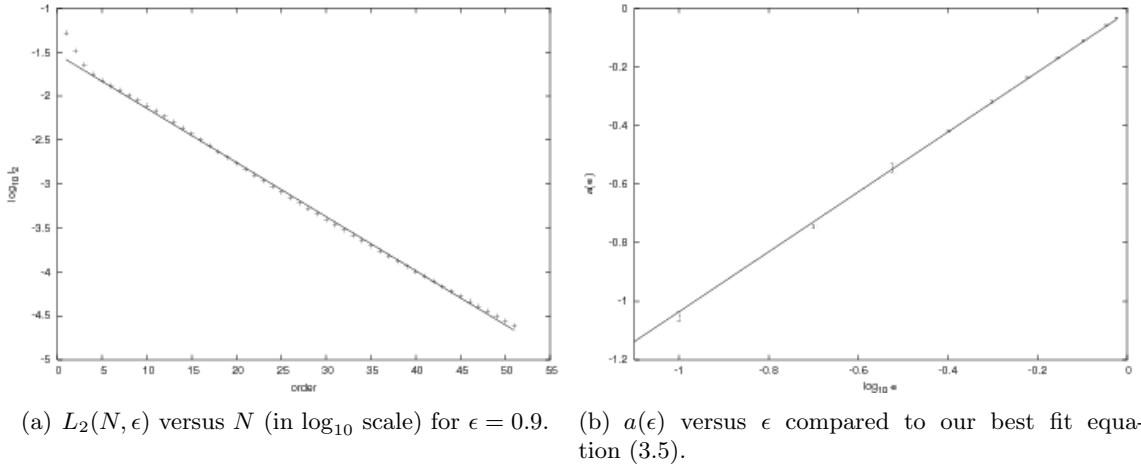 -1
-1.5
-2
-2.5
-3
-3.5
-4
-4.5
-5
log₁₀ l₂
0 5 10 15 20 25 30 35 40 45 50 55
order
(a) L₂(N, ϵ) versus N (in log₁₀ scale) for ϵ = 0.9.
0
-0.2
-0.4
-0.6
-0.8
-1
-1.2
a(ϵ)
-1 -0.8 -0.6 -0.4 -0.2 0
log₁₀ ϵ
(b) a(ϵ) versus ϵ compared to our best fit equa-
tion (3.5).